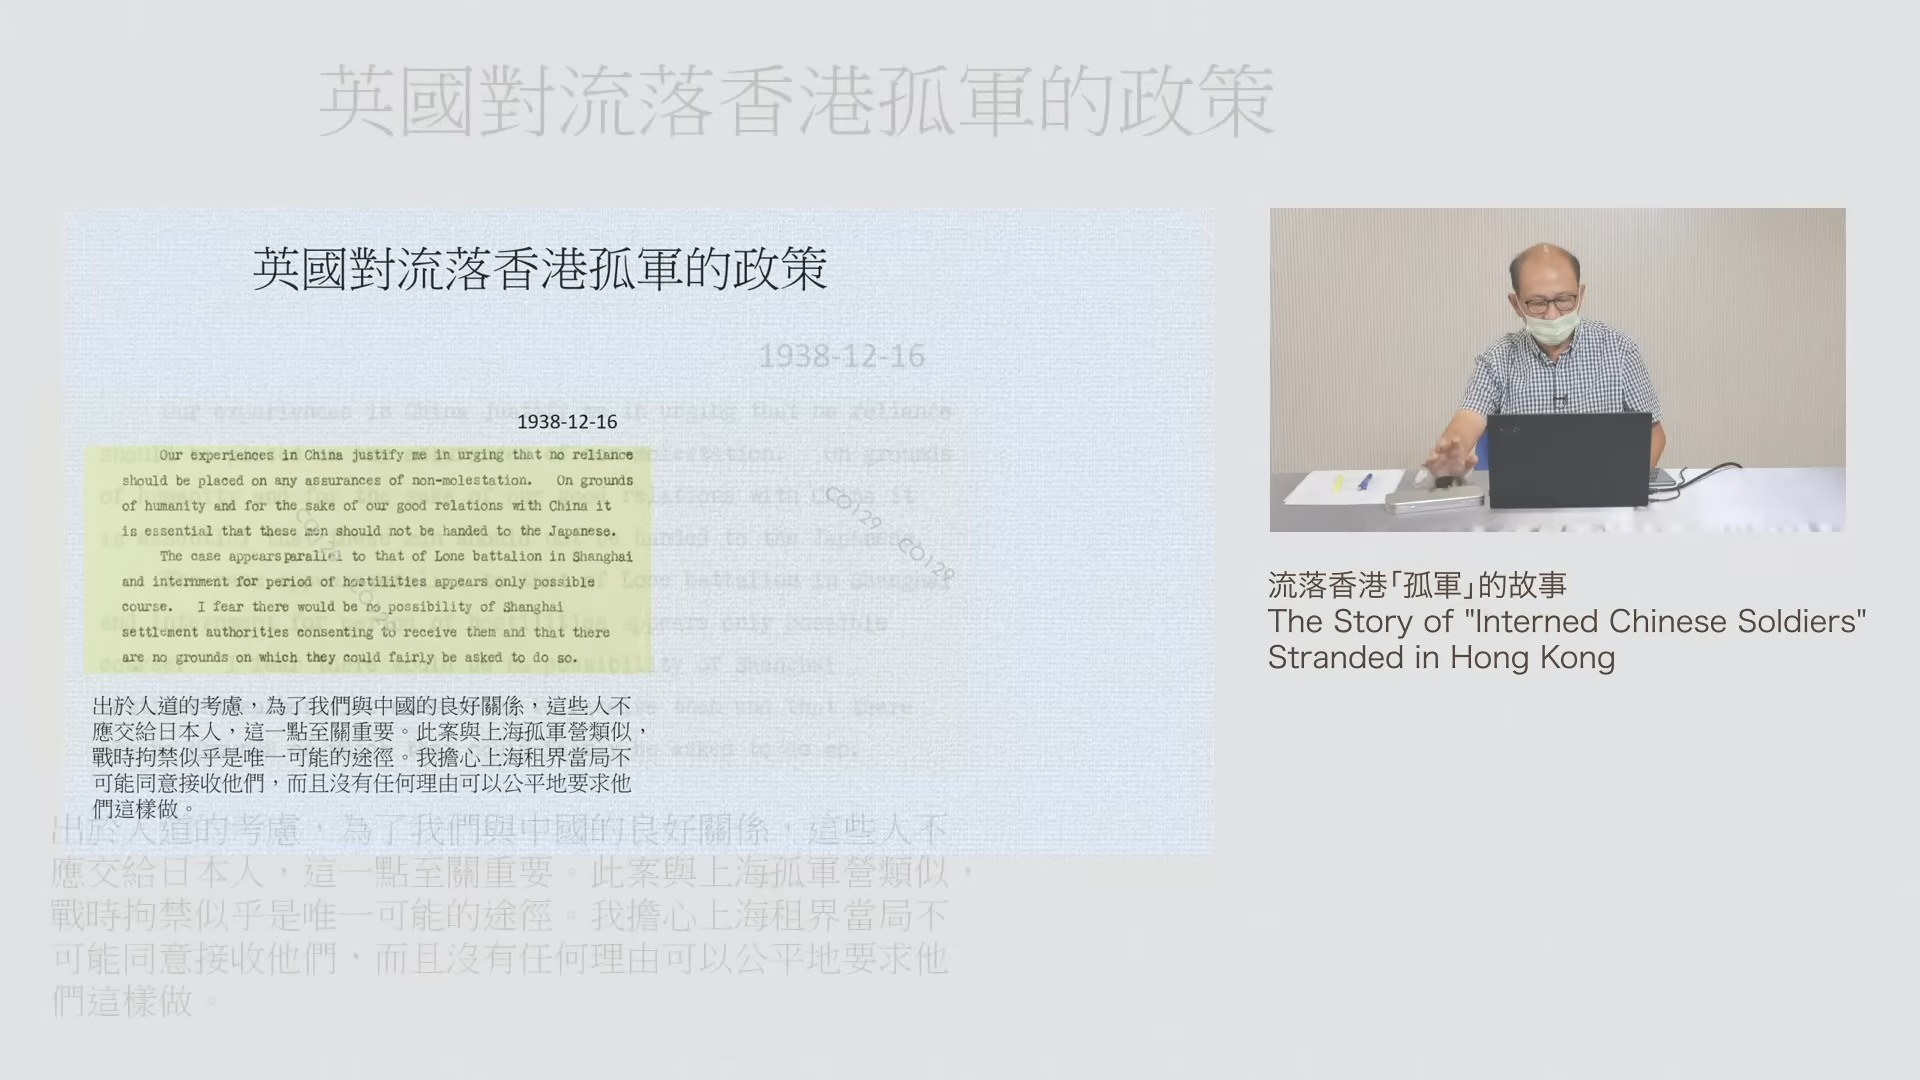 英國對流落香港孤軍的政策
英國對流落香港孤軍的政策
1938-12-16
1938-12-16
Our experiences in China justify me in urging that no reliance
should be placed on any assurances of non-molestation. On grounds
of humanity and for the sake of our good relations with China it
is essential that these men should not be handed to the Japanese.
The case appears parallel to that of Lone battalion in Shanghai
and internment for period of hostilities appears only possible
course. I fear there would be no possibility of Shanghai
settlement authorities consenting to receive them and that there
are no grounds on which they could fairly be asked to do so.
CO129
CO129
出於人道的考慮，為了我們與中國的良好關係，這些人不
應交給日本人，這一點至關重要。此案與上海孤軍營類似，
戰時拘禁似乎是唯一可能的途徑。我擔心上海租界當局不
可能同意接收他們，而且沒有任何理由可以公平地要求他
們這樣做。
出於人道的考慮，為了我們與中國的良好關係，這些人不
應交給日本人，這一點至關重要。此案與上海孤軍營類似，
戰時拘禁似乎是唯一可能的途徑。我擔心上海租界當局不
可能同意接收他們，而且沒有任何理由可以公平地要求他
們這樣做。
流落香港「孤軍」的故事
The Story of "Interned Chinese Soldiers"
Stranded in Hong Kong